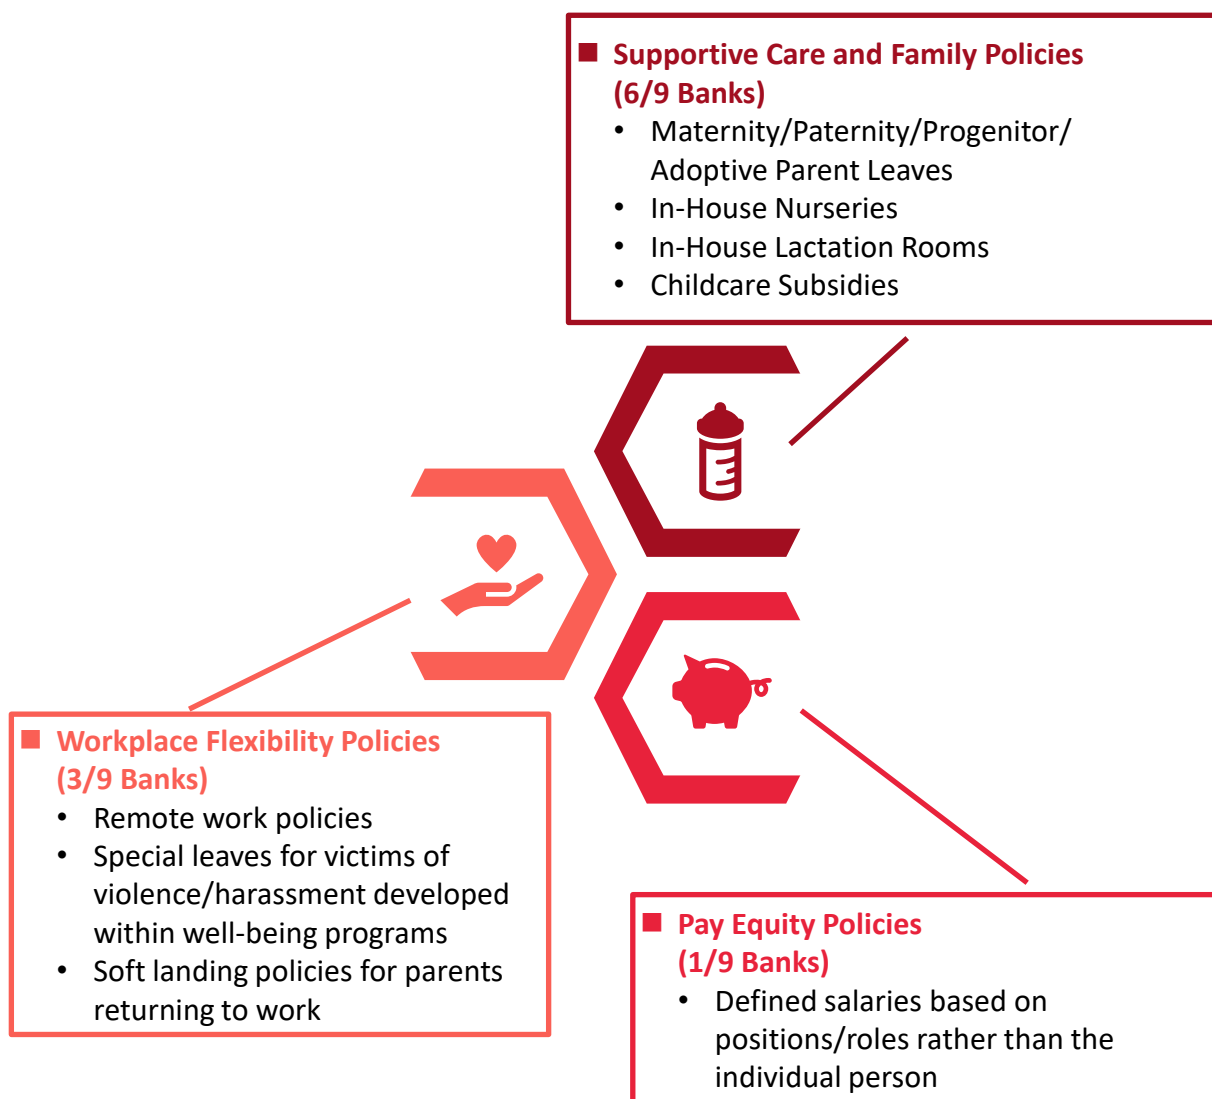 ■ Supportive Care and Family Policies
(6/9 Banks)
• Maternity/Paternity/Progenitor/
Adoptive Parent Leaves
• In-House Nurseries
• In-House Lactation Rooms
• Childcare Subsidies
■ Workplace Flexibility Policies
(3/9 Banks)
• Remote work policies
• Special leaves for victims of
violence/harassment developed
within well-being programs
• Soft landing policies for parents
returning to work
■ Pay Equity Policies
(1/9 Banks)
• Defined salaries based on
positions/roles rather than the
individual person